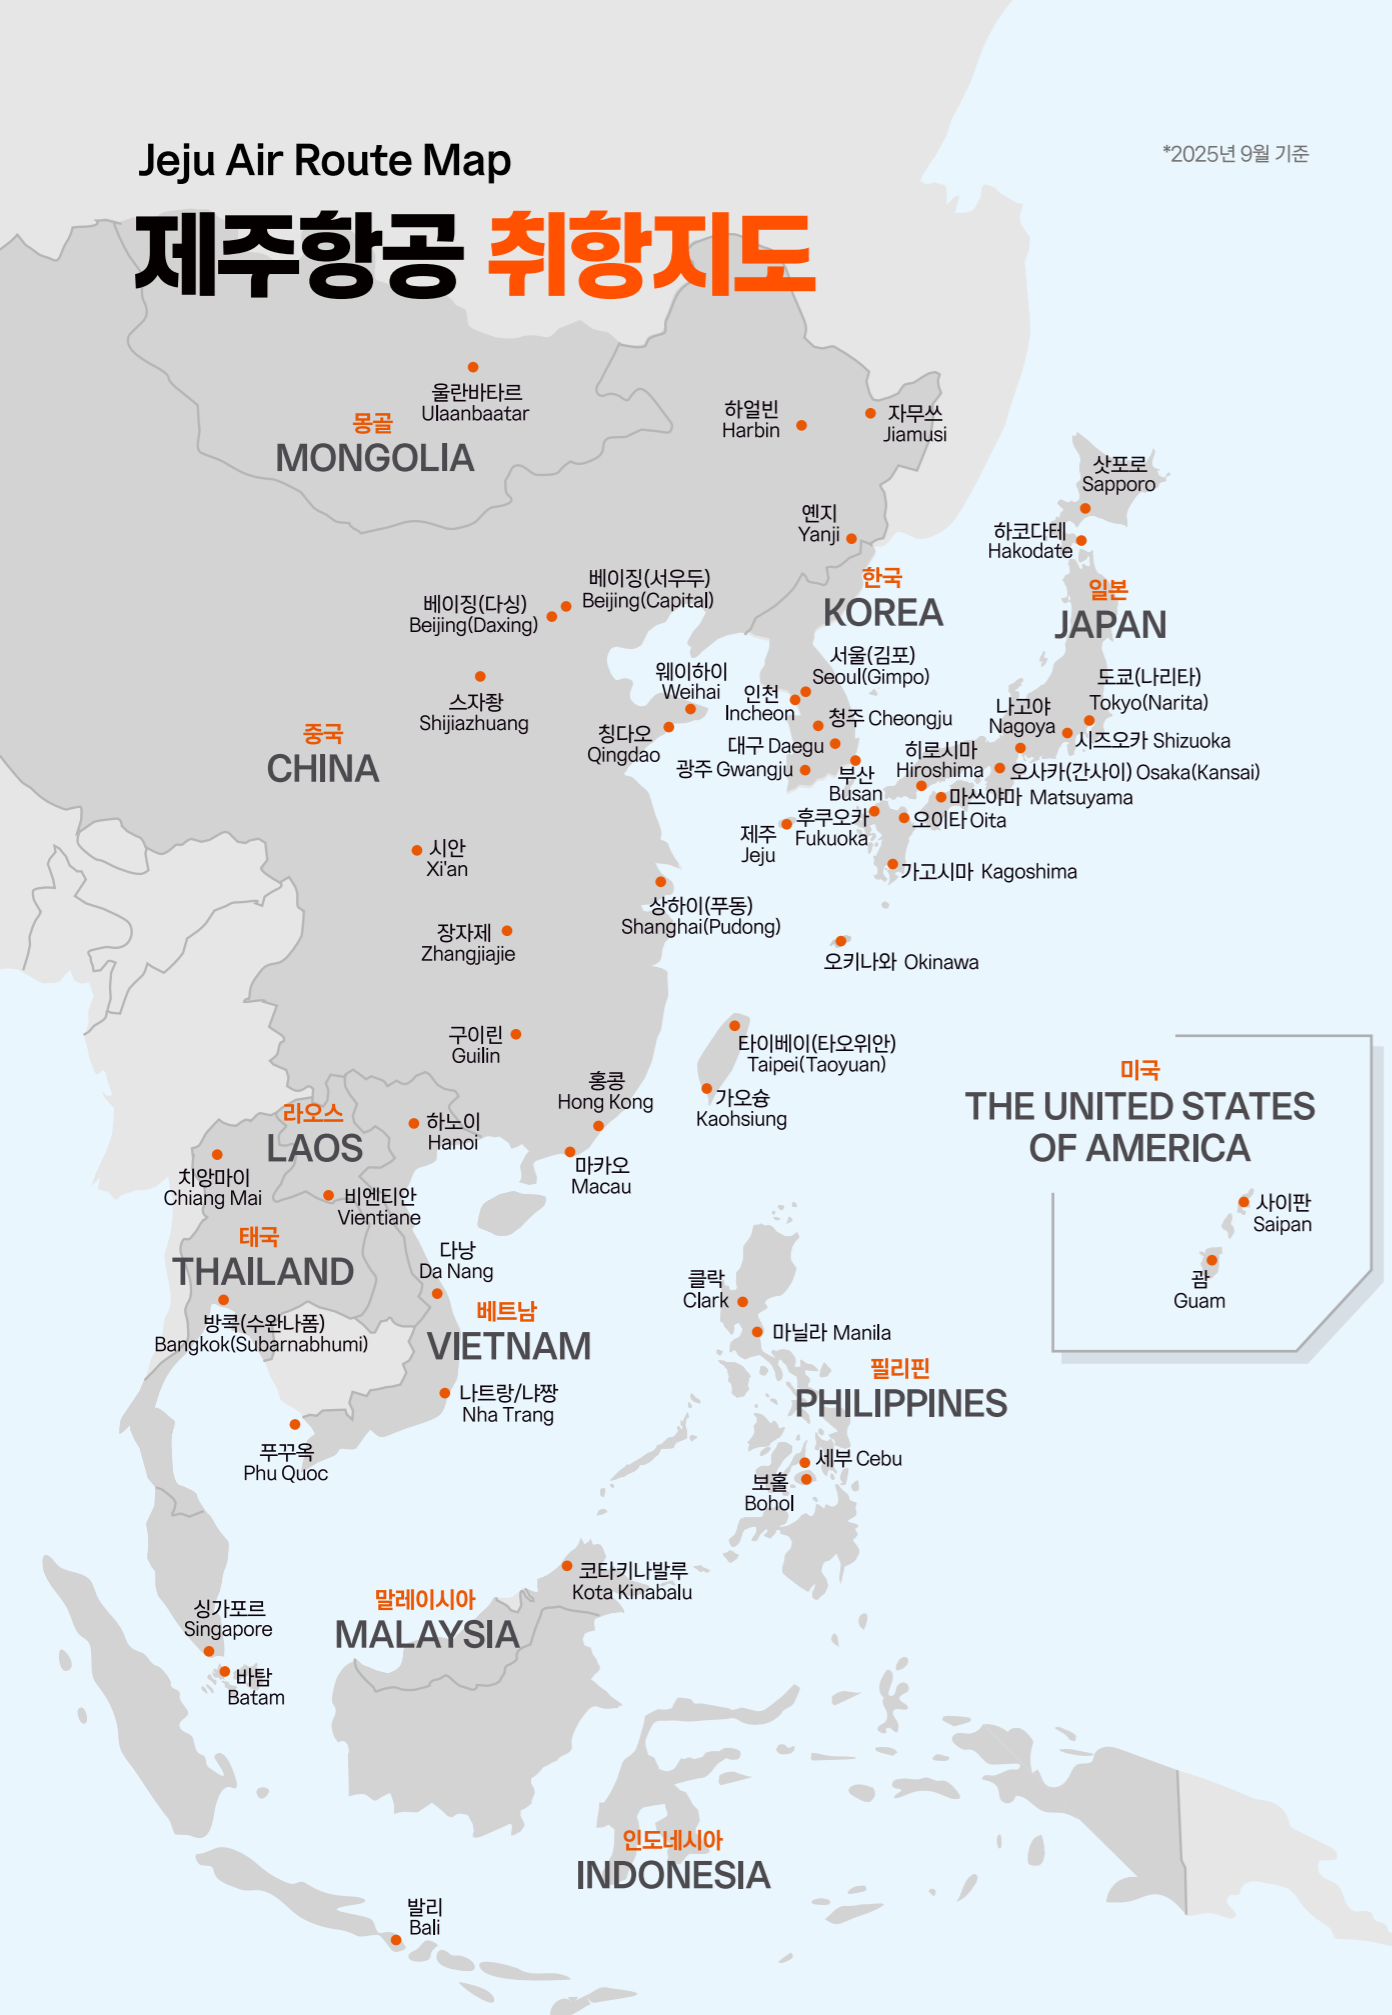 Jeju Air Route Map
*2025년 9월 기준
제주항공 취항지도
울란바타르
Ulaanbaatar
몽골
MONGOLIA
하얼빈
Harbin
자무쓰
Jiamusi
삿포로
Sapporo
옌지
Yanji
하코다테
Hakodate
베이징(서우두)
Beijing(Capital)
베이징(다싱)
Beijing(Daxing)
한국
KOREA
일본
JAPAN
서울(김포)
Seoul(Gimpo)
웨이하이
Weihai
인천
Incheon
도쿄(나리타)
Tokyo(Narita)
스자좡
Shijiazhuang
나고야
Nagoya
청주 Cheongju
칭다오
Qingdao
중국
CHINA
대구 Daegu
시즈오카 Shizuoka
히로시마
Hiroshima
광주 Gwangju
오사카(간사이) Osaka(Kansai)
부산
Busan
마쓰야마 Matsuyama
후쿠오카
Fukuoka
오이타 Oita
제주
Jeju
시안
Xi'an
가고시마 Kagoshima
상하이(푸동)
Shanghai(Pudong)
장자제
Zhangjiajie
오키나와 Okinawa
구이린
Guilin
타이베이(타오위안)
Taipei(Taoyuan)
홍콩
Hong Kong
가오슝
Kaohsiung
미국
THE UNITED STATES
OF AMERICA
라오스
LAOS
하노이
Hanoi
마카오
Macau
치앙마이
Chiang Mai
비엔티안
Vientiane
사이판
Saipan
태국
THAILAND
다낭
Da Nang
괌
Guam
클락
Clark
방콕(수완나폼)
Bangkok(Subarnabhumi)
베트남
VIETNAM
마닐라 Manila
필리핀
PHILIPPINES
나트랑/냐짱
Nha Trang
푸꾸옥
Phu Quoc
세부 Cebu
보홀
Bohol
코타키나발루
Kota Kinabalu
말레이시아
MALAYSIA
싱가포르
Singapore
바탐
Batam
인도네시아
INDONESIA
발리
Bali